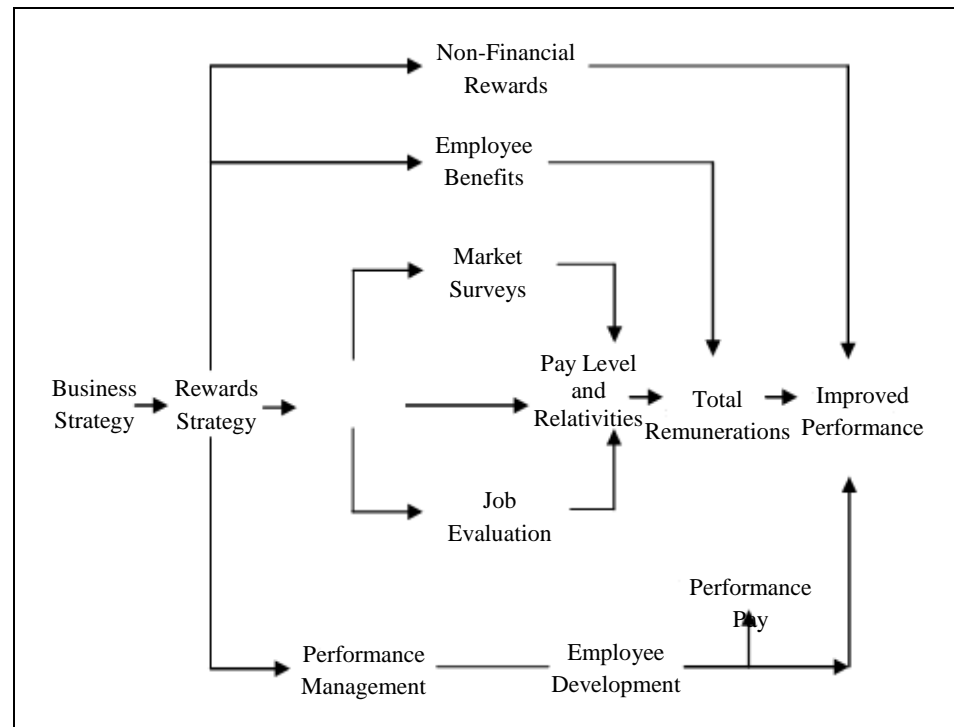 Non-Financial
Rewards
Employee
Benefits
Market
Surveys
Pay Level
and
Relativities
Business
Strategy
Rewards
Strategy
Total
Remunerations
Improved
Performance
Job
Evaluation
Performance
Pay
Performance
Management
Employee
Development